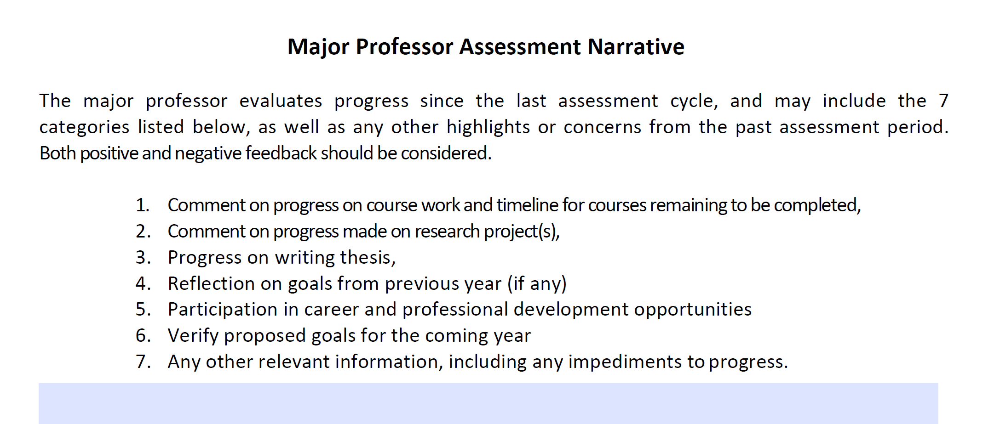 Major Professor Assessment Narrative
The major professor evaluates progress since the last assessment cycle, and may include the 7
categories listed below, as well as any other highlights or concerns from the past assessment period.
Both positive and negative feedback should be considered.
1. Comment on progress on course work and timeline for courses remaining to be completed,
2. Comment on progress made on research project(s),
3. Progress on writing thesis,
4. Reflection on goals from previous year (if any)
5. Participation in career and professional development opportunities
6. Verify proposed goals for the coming year
7. Any other relevant information, including any impediments to progress.